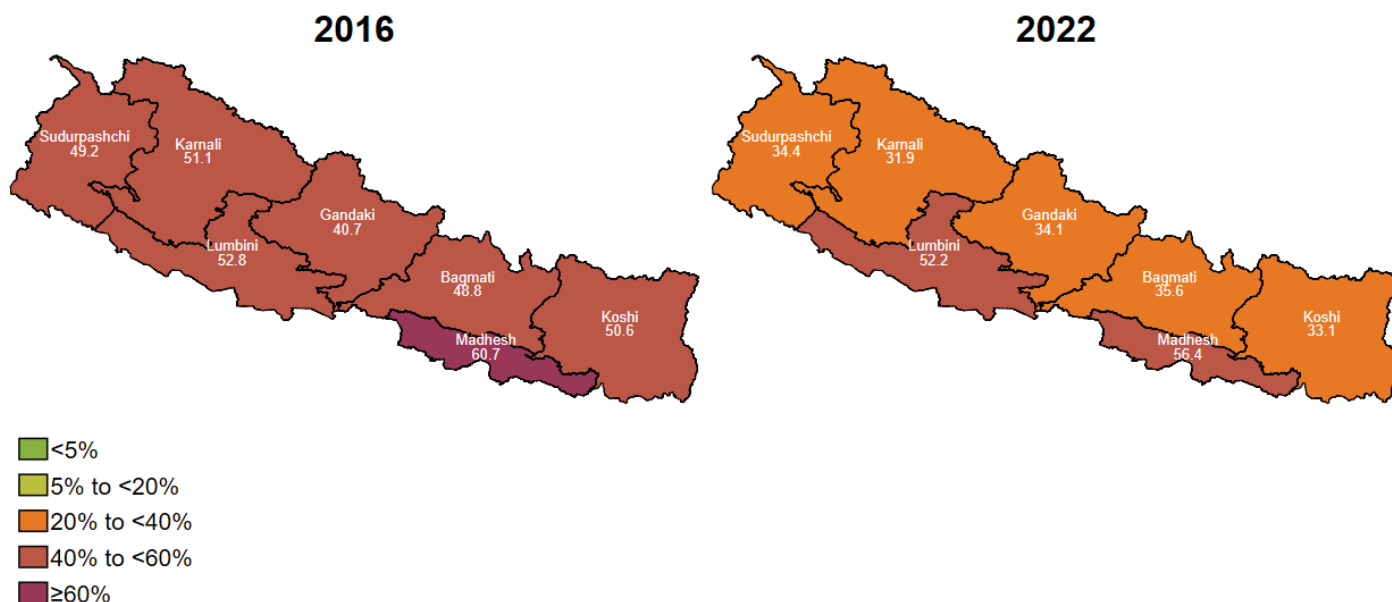 2016
Sudurpashchi
49.2
Karnali
51.1
Gandaki
40.7
Lumbini
52.8
Bagmati
48.8
Koshi
50.6
Madhesh
60.7
2022
Sudurpashchi
34.4
Karnali
31.9
Gandaki
34.1
Lumbini
52.2
Bagmati
35.6
Koshi
33.1
Madhesh
56.4
<5%
5% to <20%
20% to <40%
40% to <60%
≥60%